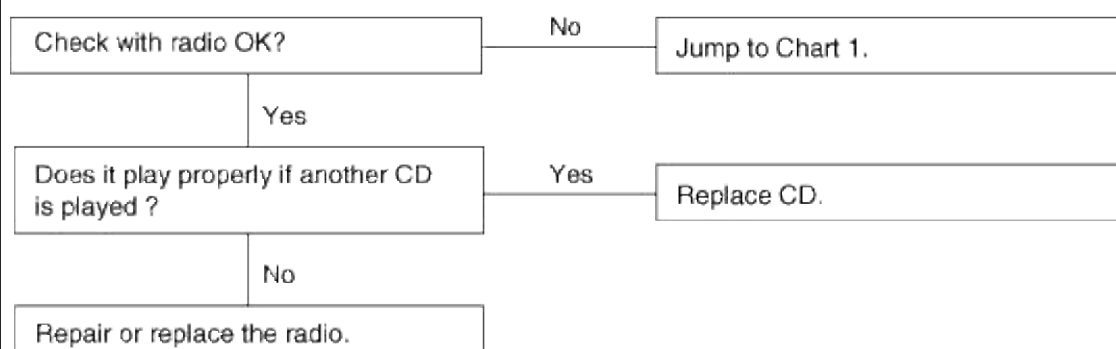 Check with radio OK?
No
Jump to Chart 1.
Yes
Does it play properly if another CD
is played ?
Yes
Replace CD.
No
Repair or replace the radio.